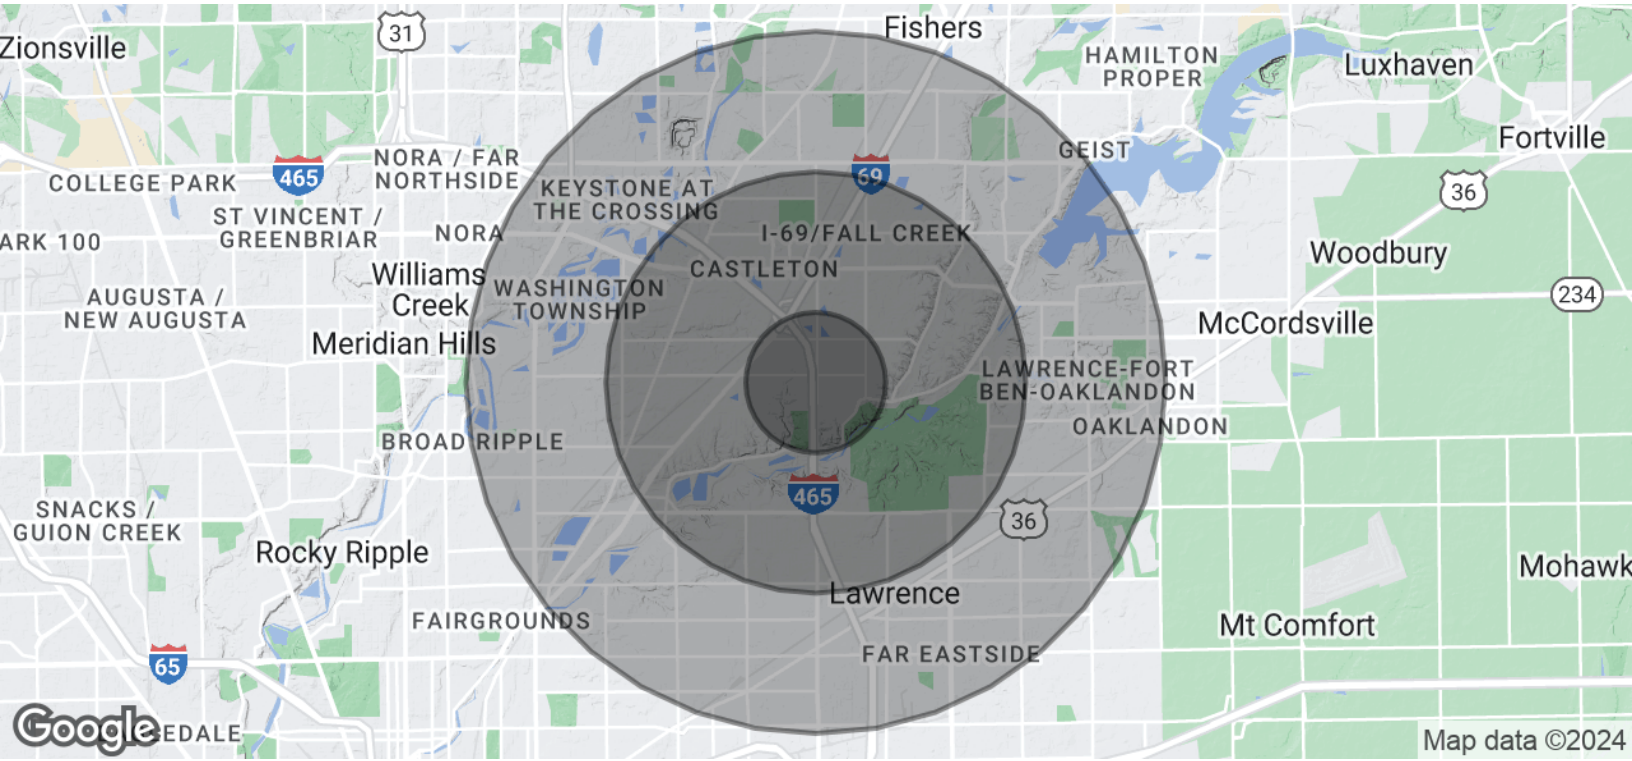 Fishers
31
Zionsville
HAMILTON
PROPER
Luxhaven
Fortville
GEIST
NORA / FAR
NORTHSIDE
465
COLLEGE PARK
69
36
KEYSTONE AT
THE CROSSING
ST VINCENT /
GREENBRIAR
NORA
I-69/FALL CREEK
ARK 100
Woodbury
CASTLETON
Williams
Creek
WASHINGTON
TOWNSHIP
234
AUGUSTA /
NEW AUGUSTA
McCordsville
Meridian Hills
LAWRENCE-FORT
BEN-OAKLANDON
OAKLANDON
BROAD RIPPLE
465
SNACKS /
GUION CREEK
36
Rocky Ripple
Mohawk
Lawrence
FAIRGROUNDS
Mt Comfort
FAR EASTSIDE
65
Google
EDALE
Map data ©2024